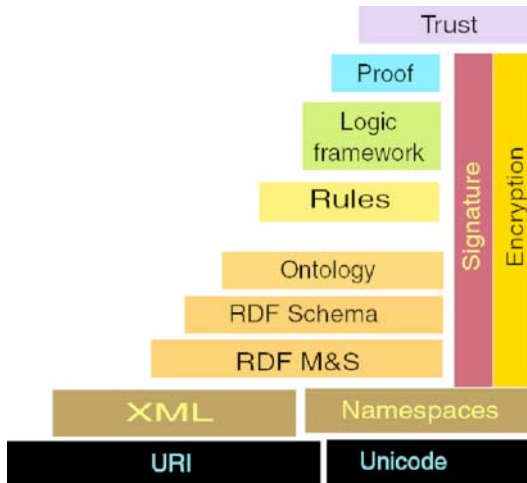 Trust
Proof
Logic
framework
Rules
Ontology
RDF Schema
RDF M&S
Signature
Encryption
XML
Namespaces
URI
Unicode